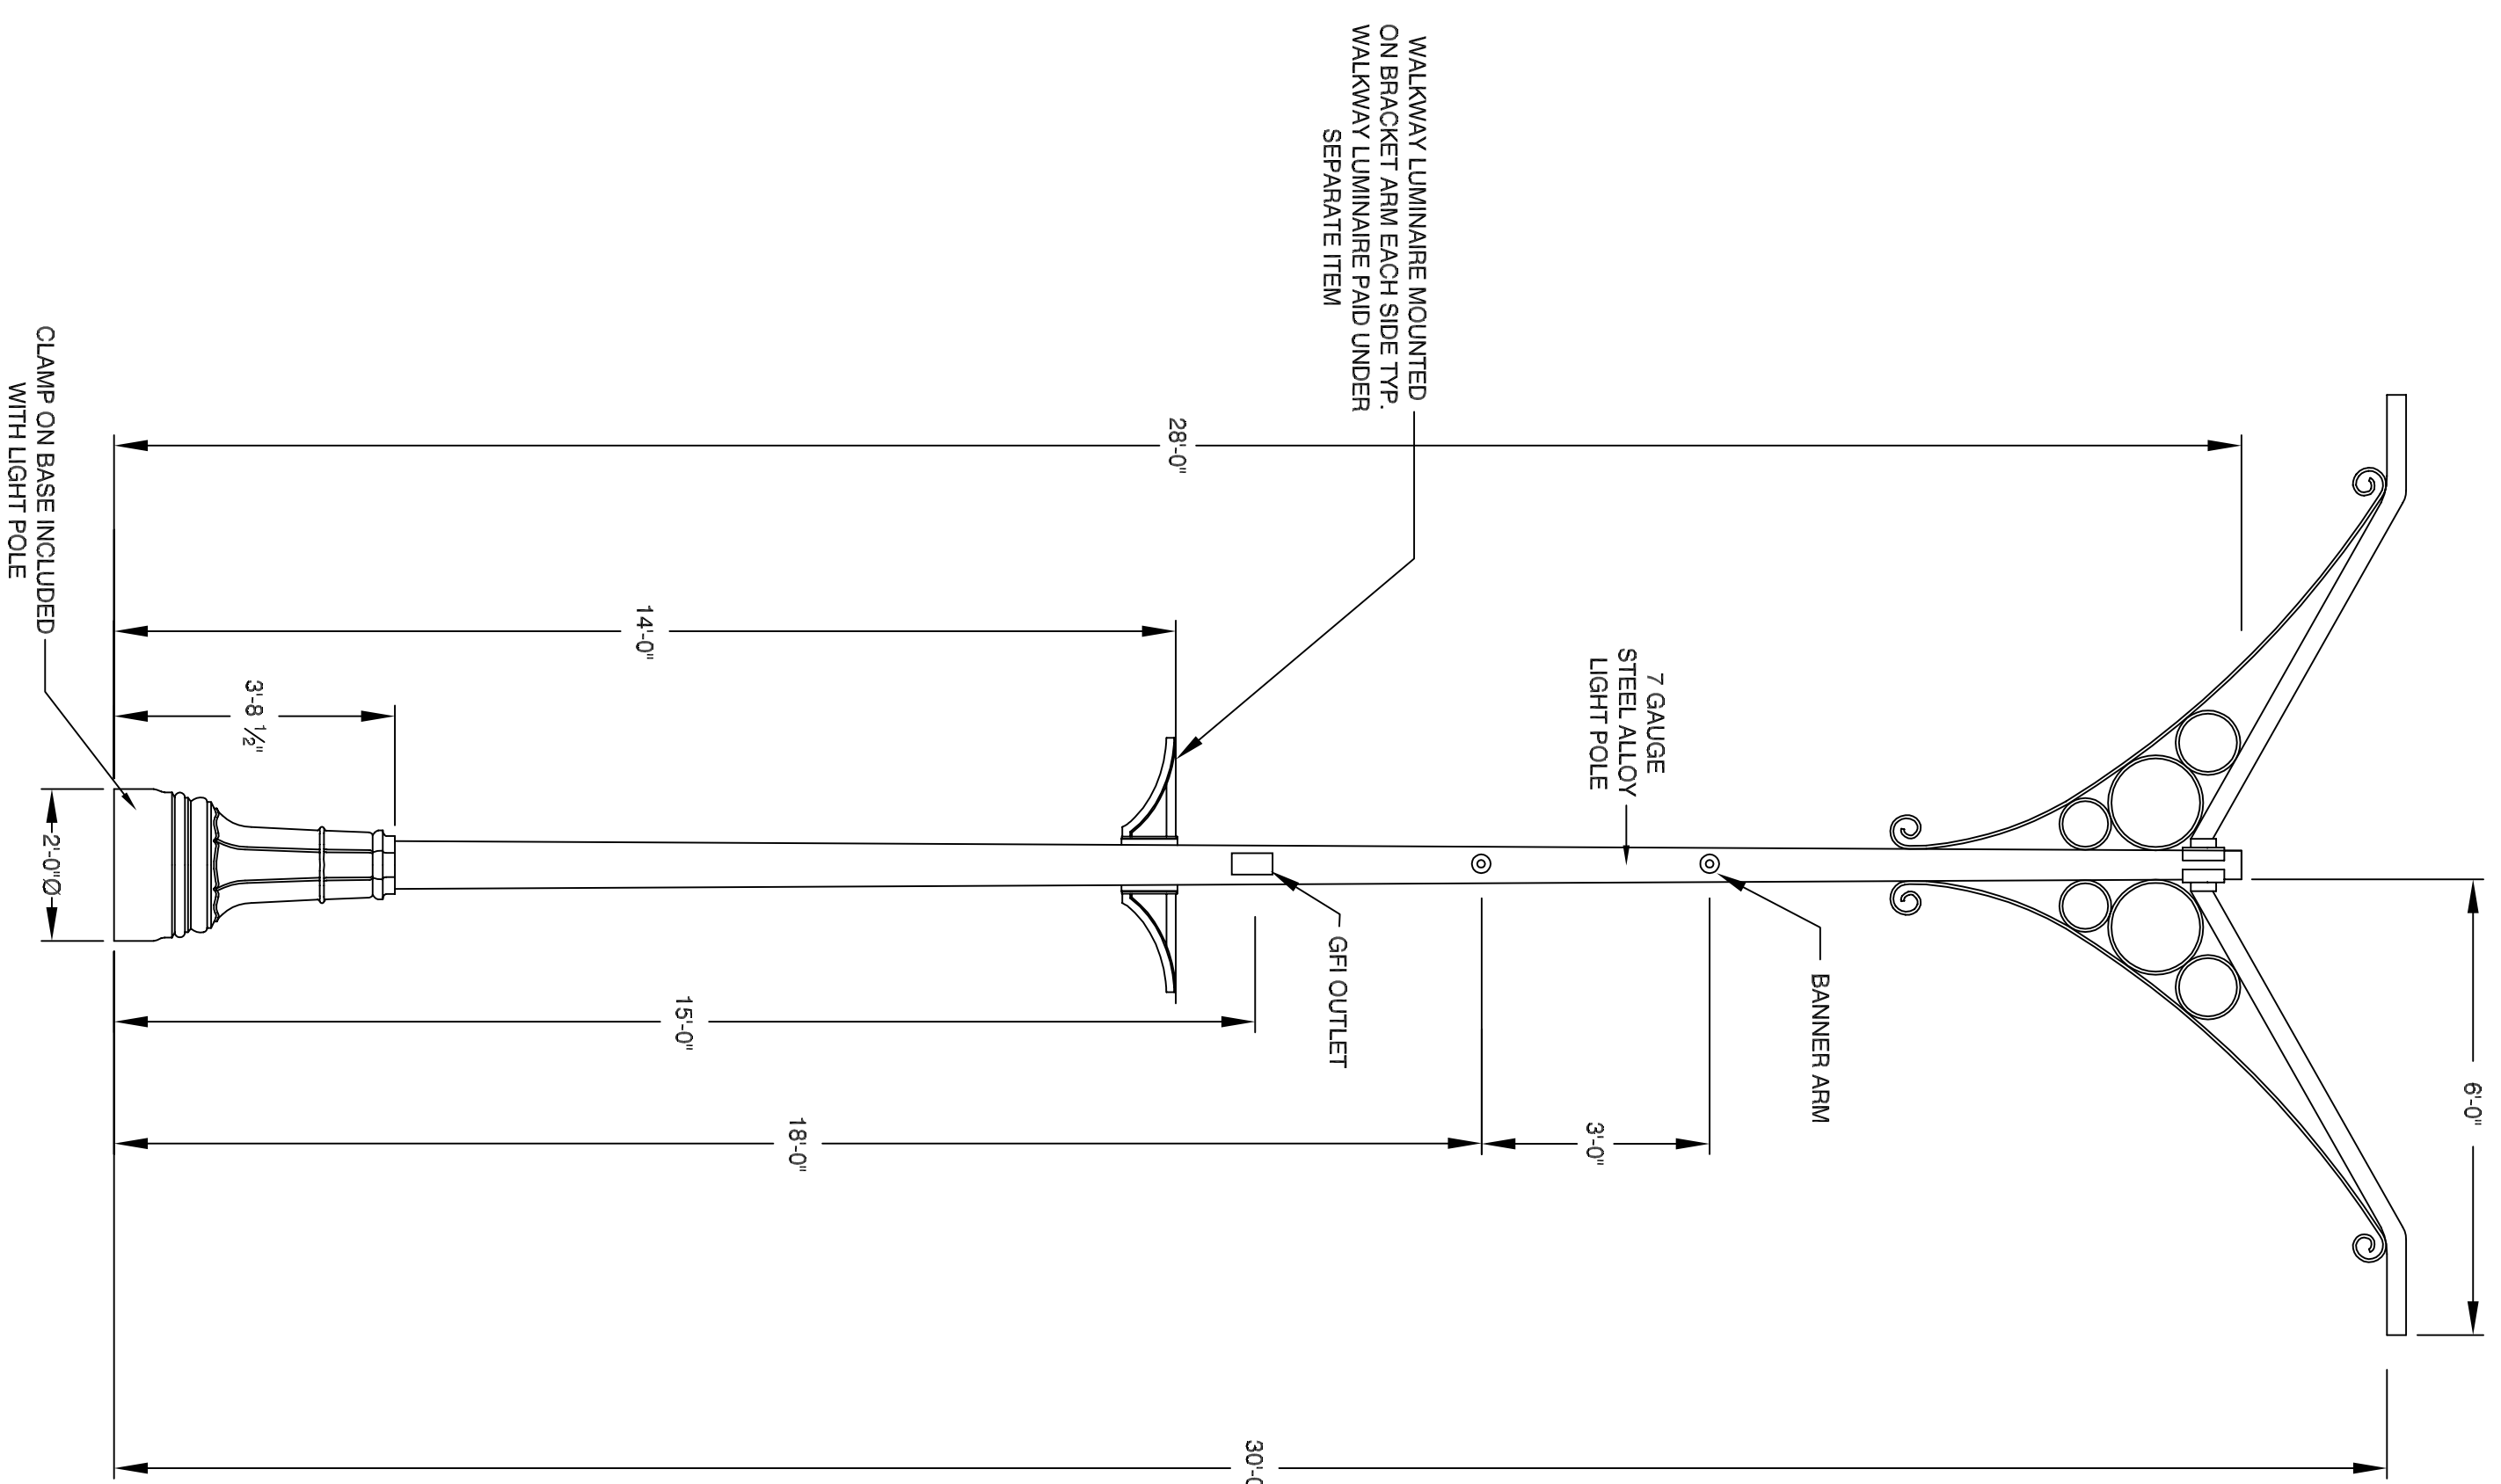 6'-0"
30'-0
28'-0"
BANNER ARM
7 GAUGE
STEEL ALLOY
LIGHT POLE
3'-0"
WALKWAY LUMINAIRE MOUNTED
ON BRACKET ARM EACH SIDE TYP.
WALKWAY LUMINAIRE PAID UNDER
SEPARATE ITEM
GFI OUTLET
18'-0"
15'-0"
14'-0"
3'-8 ½"
2'-0"Ø
CLAMP ON BASE INCLUDED
WITH LIGHT POLE